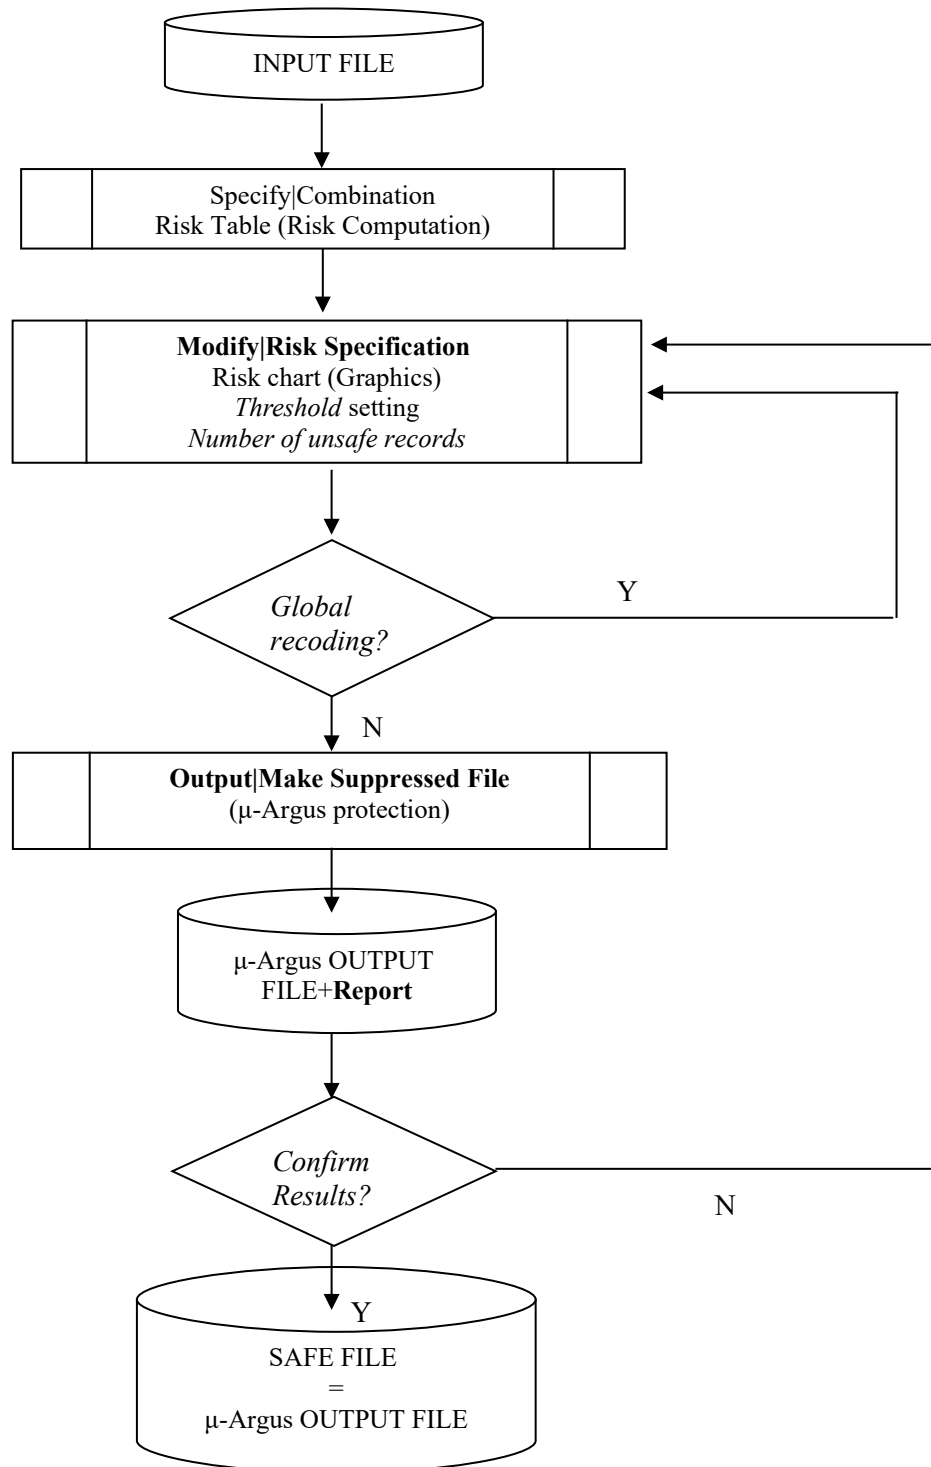 INPUT FILE
Specify|Combination
Risk Table (Risk Computation)
Modify|Risk Specification
Risk chart (Graphics)
Threshold setting
Number of unsafe records
Global
recoding?
Y
N
Output|Make Suppressed File
(μ-Argus protection)
μ-Argus OUTPUT
FILE+Report
Confirm
Results?
N
Y
SAFE FILE
=
μ-Argus OUTPUT FILE